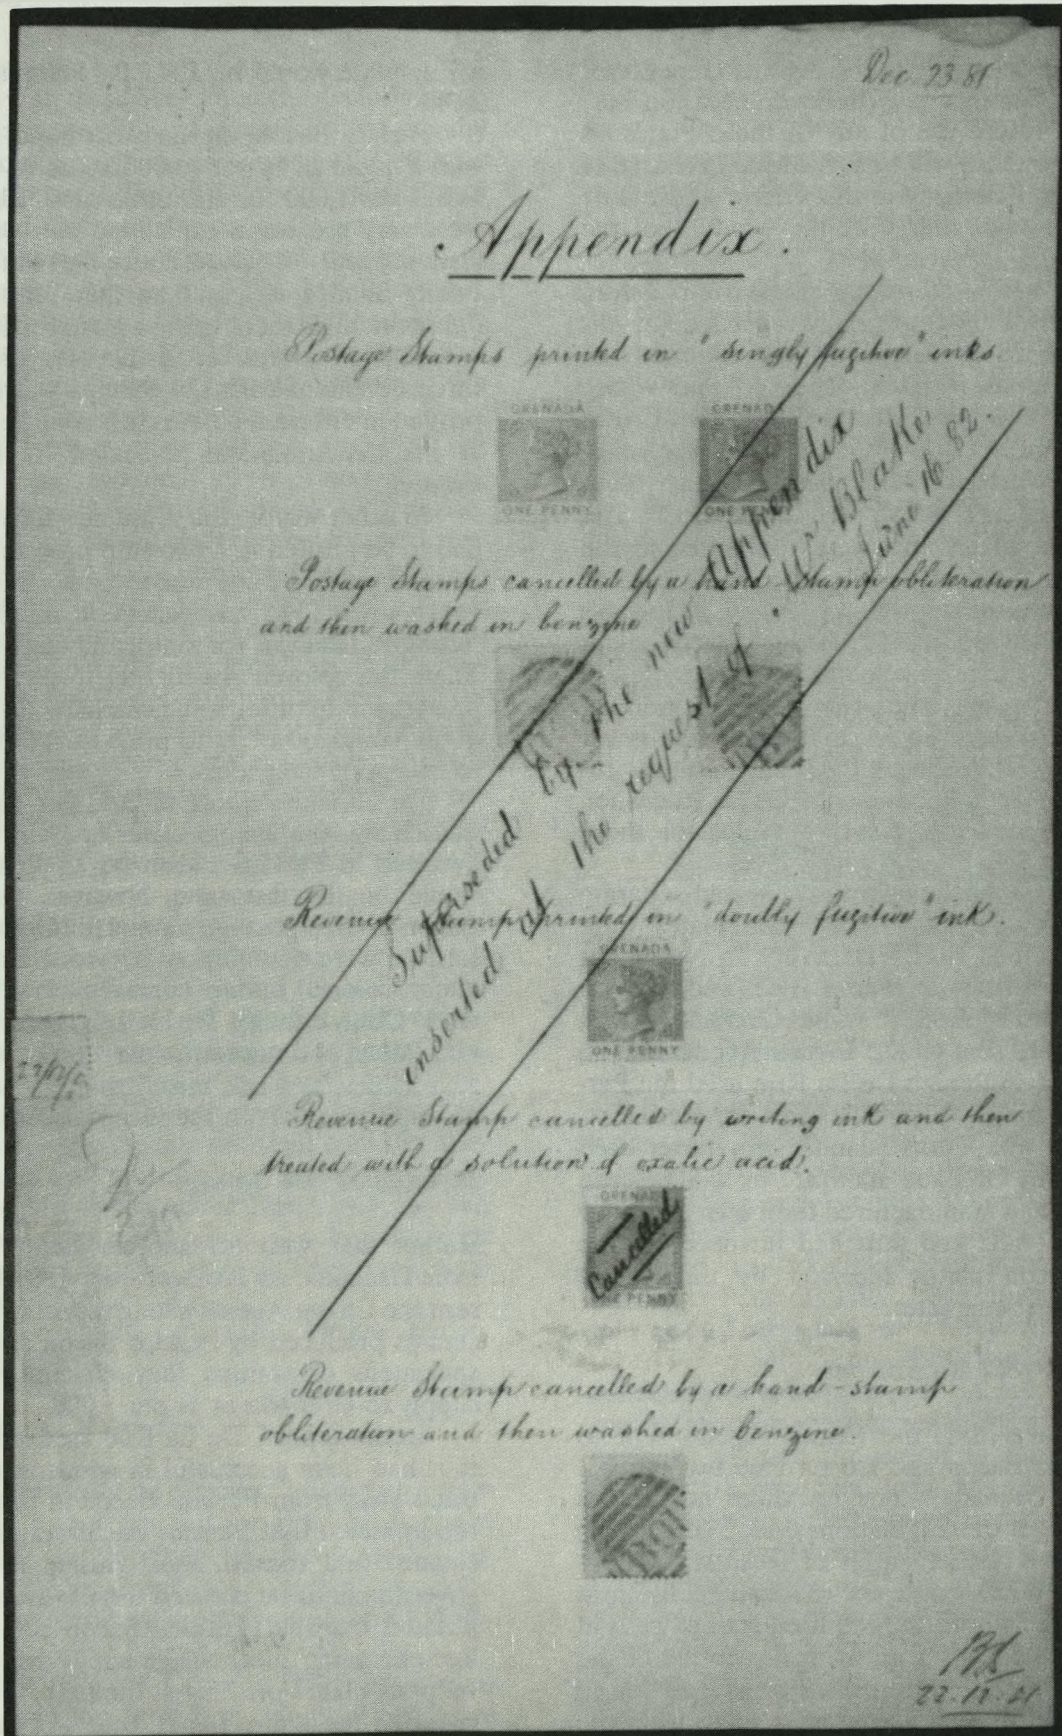 Dec 23 81
Appendix.
Postage Stamps printed in "singly fugitive" inks.
GRENADA
ONE PENNY
GRENADA
ONE PENNY
Postage Stamps cancelled by a hand-stamp obliteration
and then washed in benzine
Superseded by the new Appendix
inserted at the request of Mr Blake,
June 16 82.
Revenue Stamp printed in "doubly fugitive" ink.
GRENADA
ONE PENNY
Revenue Stamp cancelled by writing ink and then
treated with a solution of oxalic acid.
GRENADA
Cancelled
ONE PENNY
Revenue Stamp cancelled by a hand-stamp
obliteration and then washed in benzine.
22.12.81